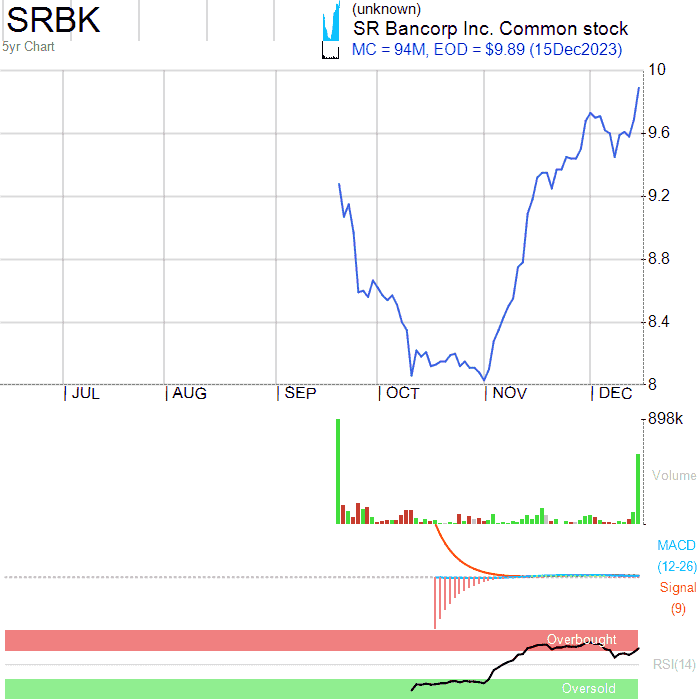 SRBK
5yr Chart
(unknown)
SR Bancorp Inc. Common stock
MC = 94M, EOD = $9.89 (15Dec2023)
10
9.6
9.2
8.8
8.4
8
JUL AUG SEP OCT NOV DEC
898k
Volume
MACD
(12-26)
Signal
(9)
Overbought
RSI(14)
Oversold